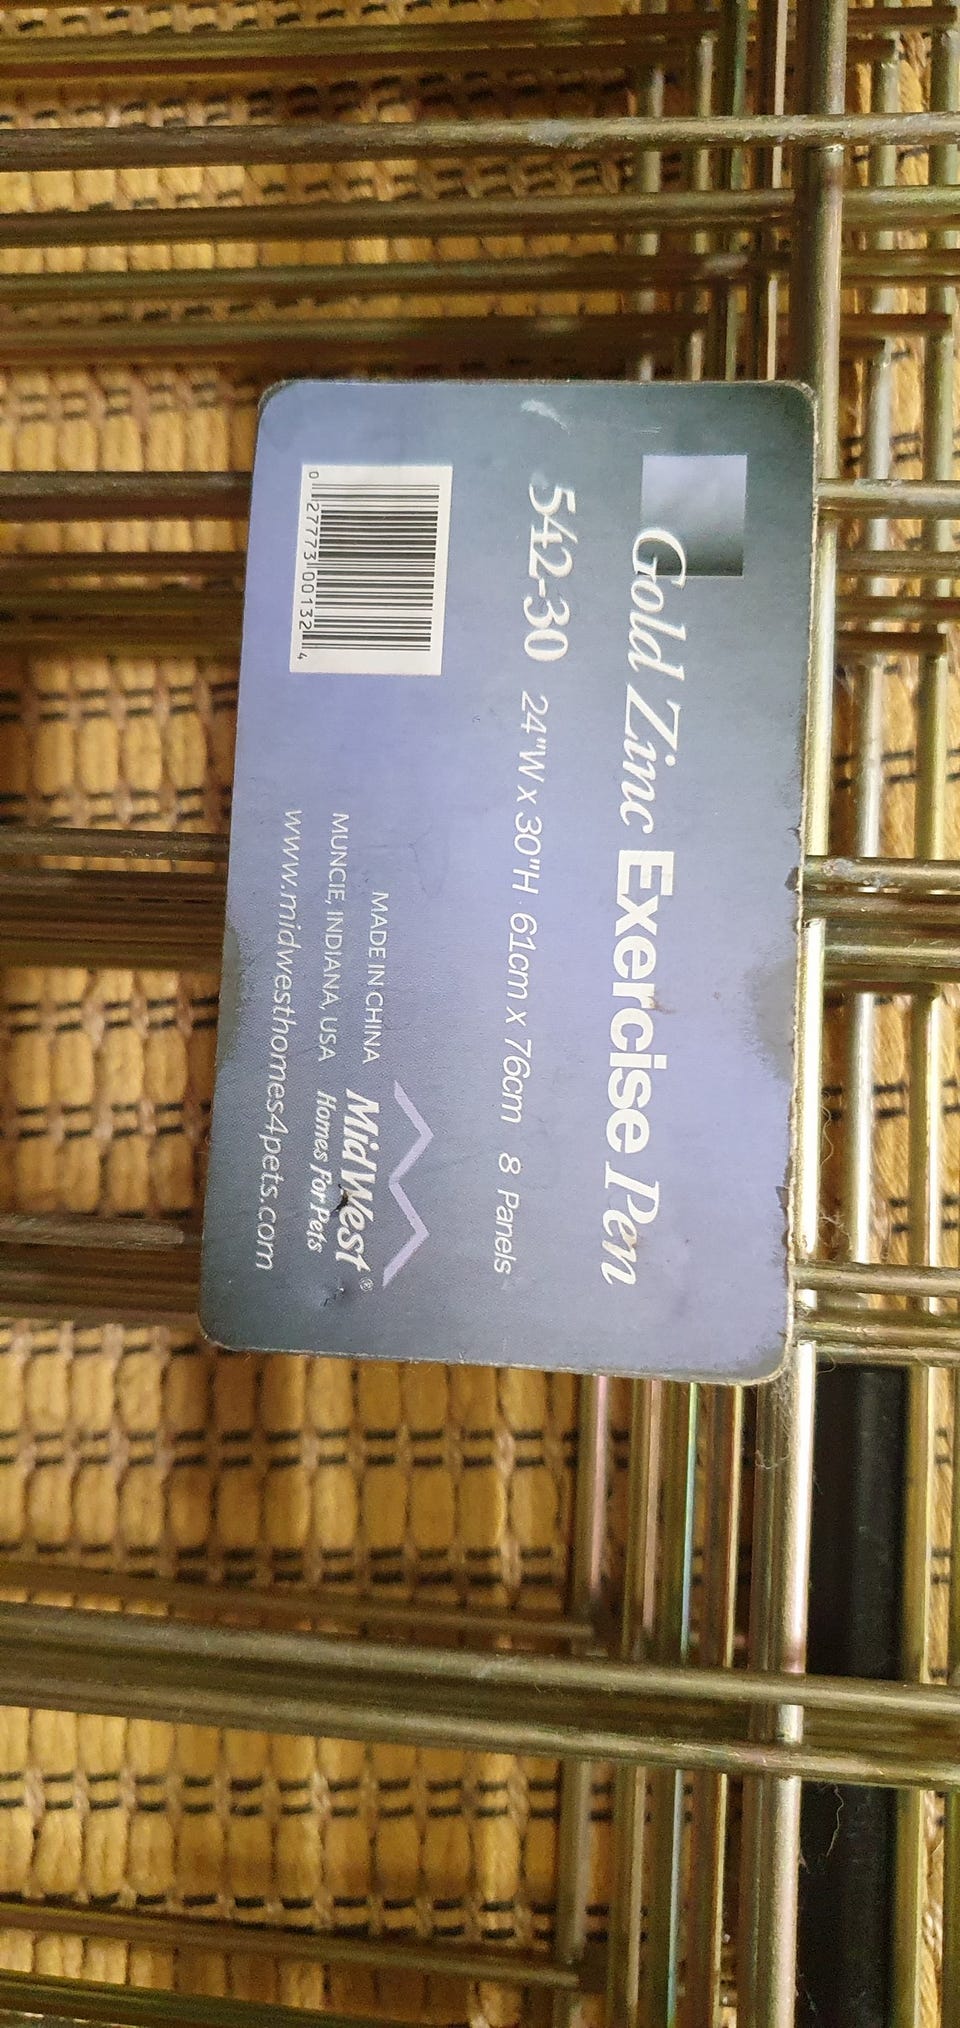 Gold Zinc Exercise Pen
542-30 24"W x 30"H · 61cm x 76cm 8 Panels
MidWest®
Homes For Pets
MADE IN CHINA
MUNCIE, INDIANA, USA
www.midwesthomes4pets.com
0 27773 00132 4